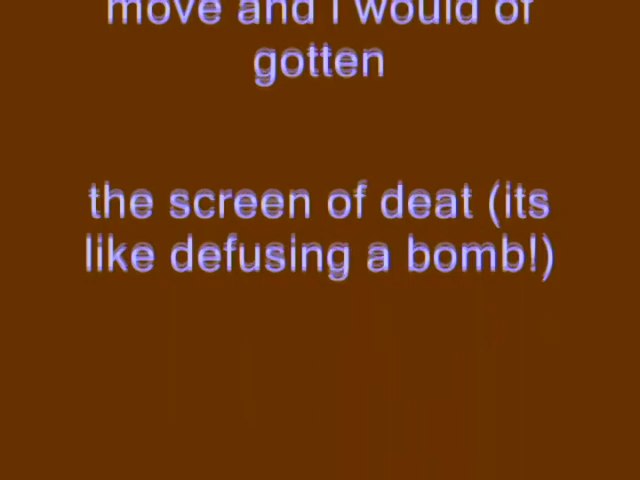 move and i would of
gotten
the screen of deat (its
like defusing a bomb!)